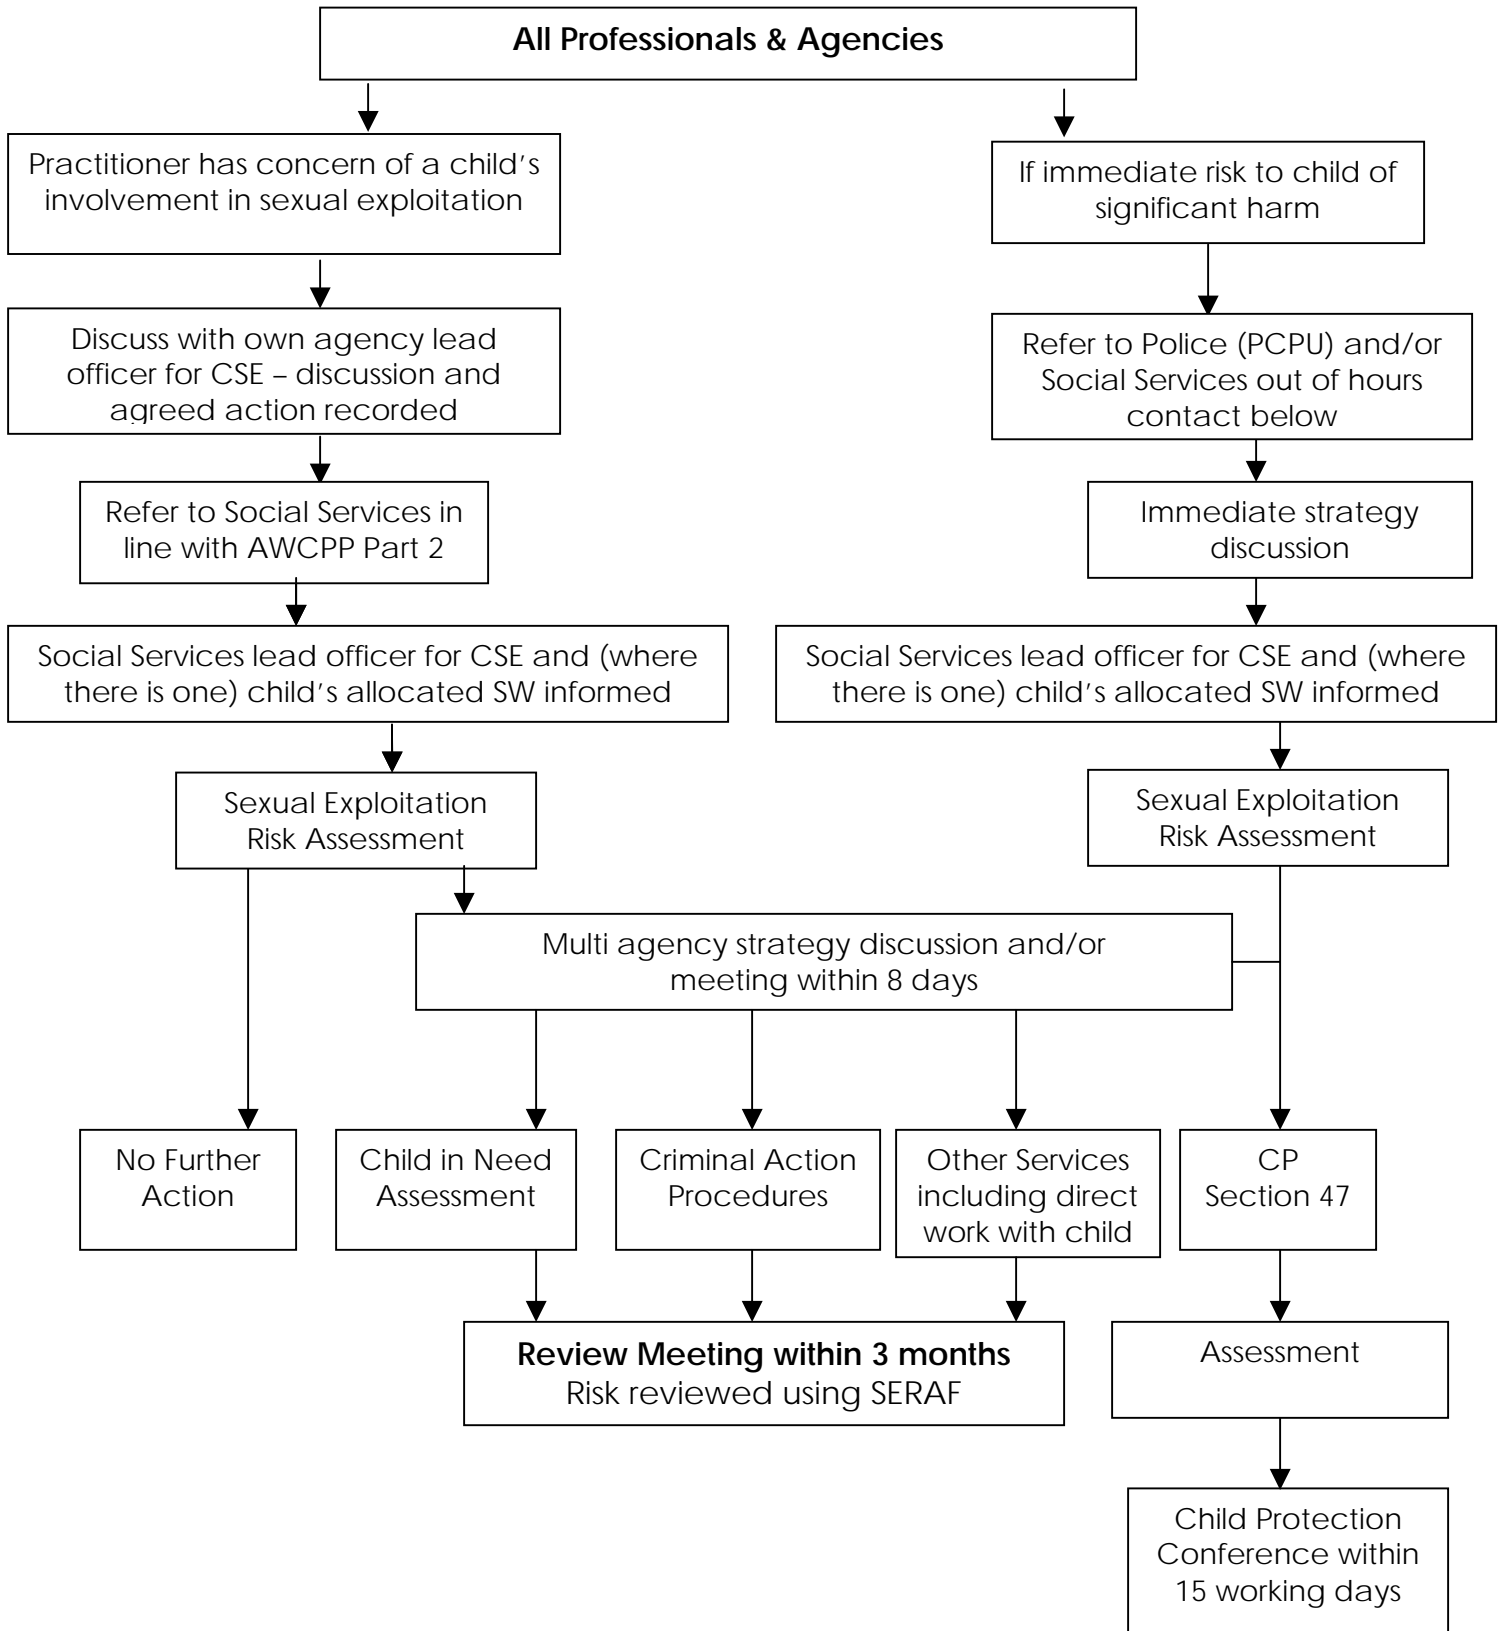 All Professionals & Agencies
Practitioner has concern of a child's
involvement in sexual exploitation
If immediate risk to child of
significant harm
Discuss with own agency lead
officer for CSE – discussion and
agreed action recorded
Refer to Police (PCPU) and/or
Social Services out of hours
contact below
Refer to Social Services in
line with AWCPP Part 2
Immediate strategy
discussion
Social Services lead officer for CSE and (where
there is one) child's allocated SW informed
Social Services lead officer for CSE and (where
there is one) child's allocated SW informed
Sexual Exploitation
Risk Assessment
Sexual Exploitation
Risk Assessment
Multi agency strategy discussion and/or
meeting within 8 days
No Further
Action
Child in Need
Assessment
Criminal Action
Procedures
Other Services
including direct
work with child
CP
Section 47
Review Meeting within 3 months
Risk reviewed using SERAF
Assessment
Child Protection
Conference within
15 working days